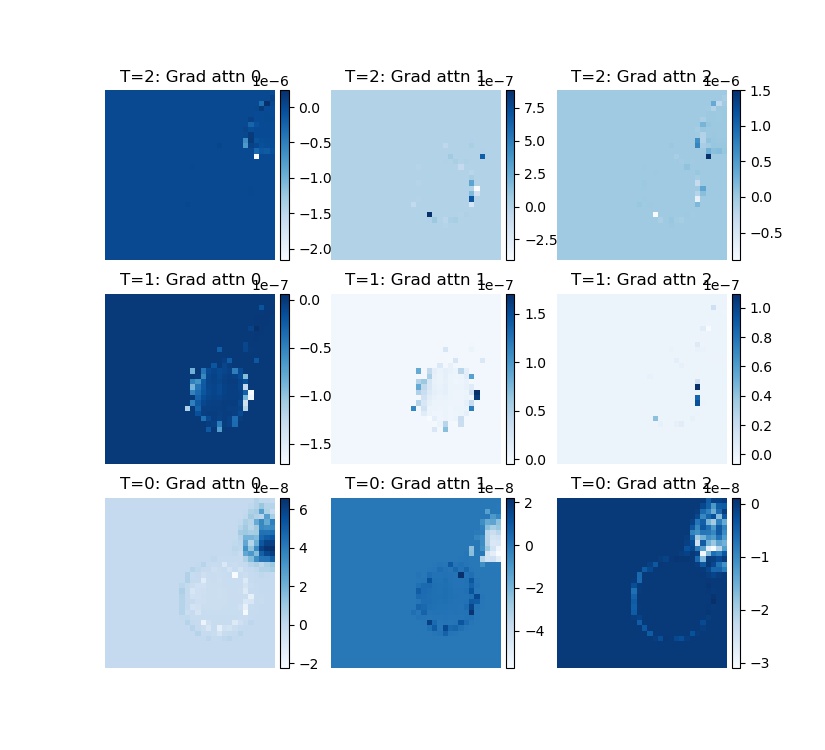 T=2: Grad attn 0
1e−6
0.0
−0.5
−1.0
−1.5
−2.0
T=2: Grad attn 1
1e−7
7.5
5.0
2.5
0.0
−2.5
T=2: Grad attn 2
1e−6
1.5
1.0
0.5
0.0
−0.5
T=1: Grad attn 0
1e−7
0.0
−0.5
−1.0
−1.5
T=1: Grad attn 1
1e−7
1.5
1.0
0.5
0.0
T=1: Grad attn 2
1e−7
1.0
0.8
0.6
0.4
0.2
0.0
T=0: Grad attn 0
1e−8
6
4
2
0
−2
T=0: Grad attn 1
1e−8
2
0
−2
−4
T=0: Grad attn 2
1e−8
0
−1
−2
−3